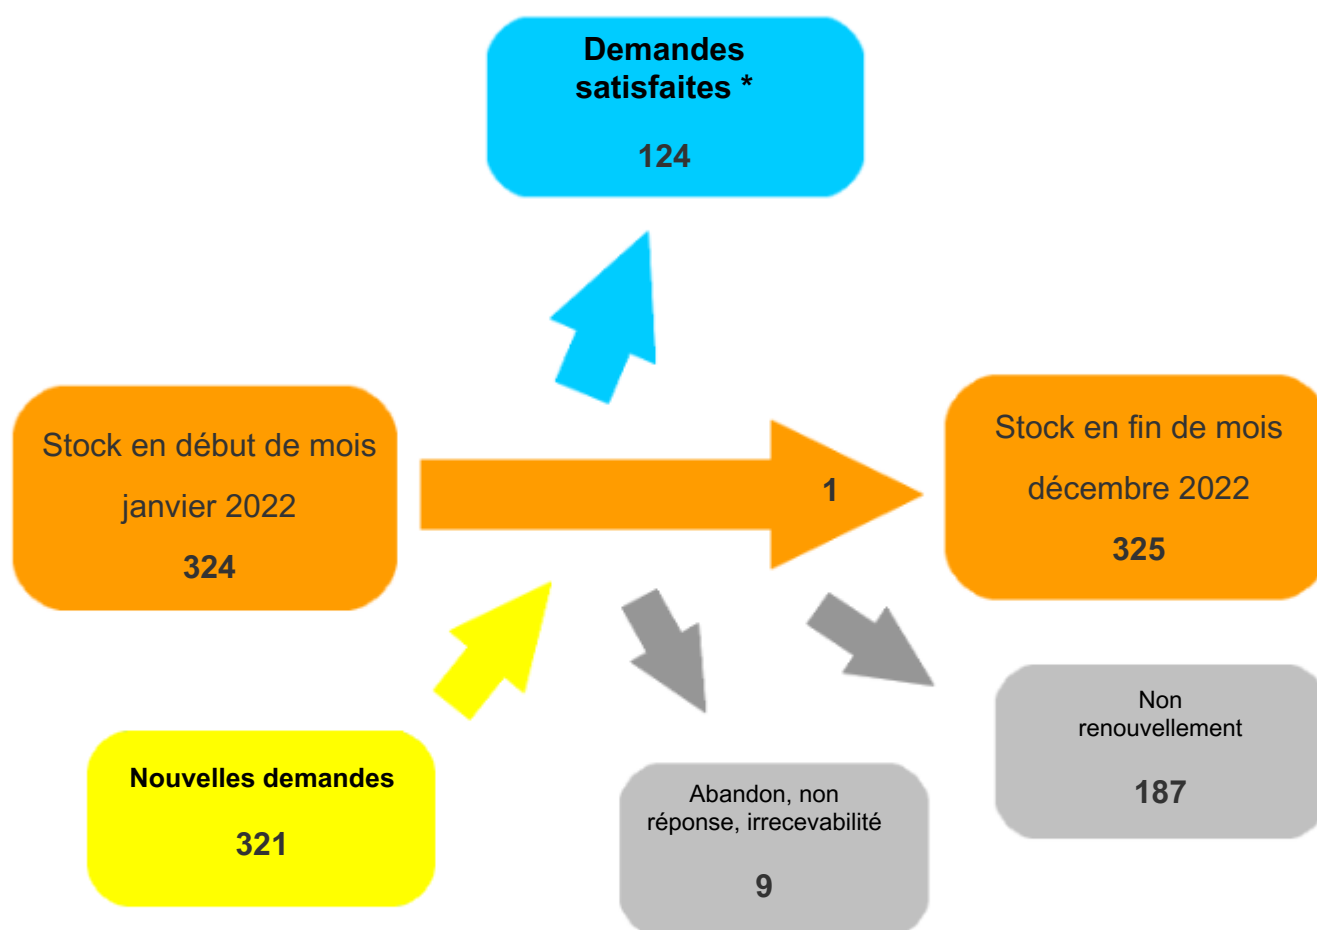 Demandes
satisfaites *
124
Stock en début de mois
janvier 2022
324
1
Stock en fin de mois
décembre 2022
325
Nouvelles demandes
321
Abandon, non
réponse, irrecevabilité
9
Non
renouvellement
187